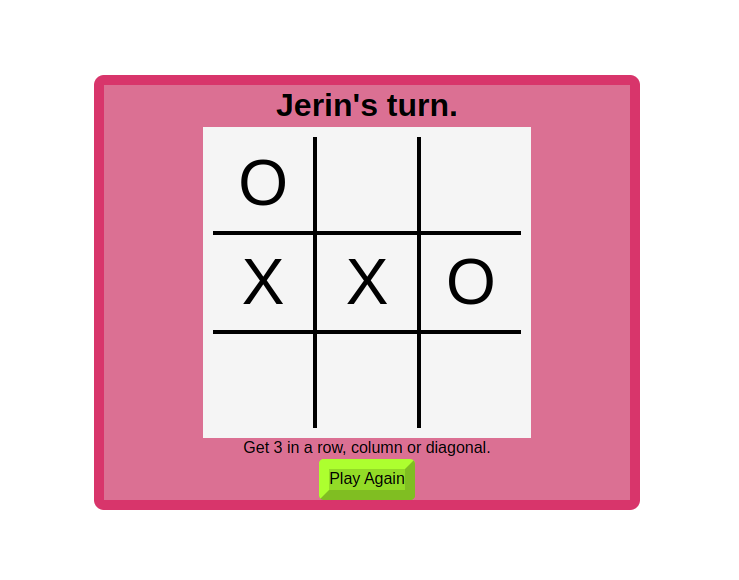 Jerin's turn.
O
X X O
Get 3 in a row, column or diagonal.
Play Again